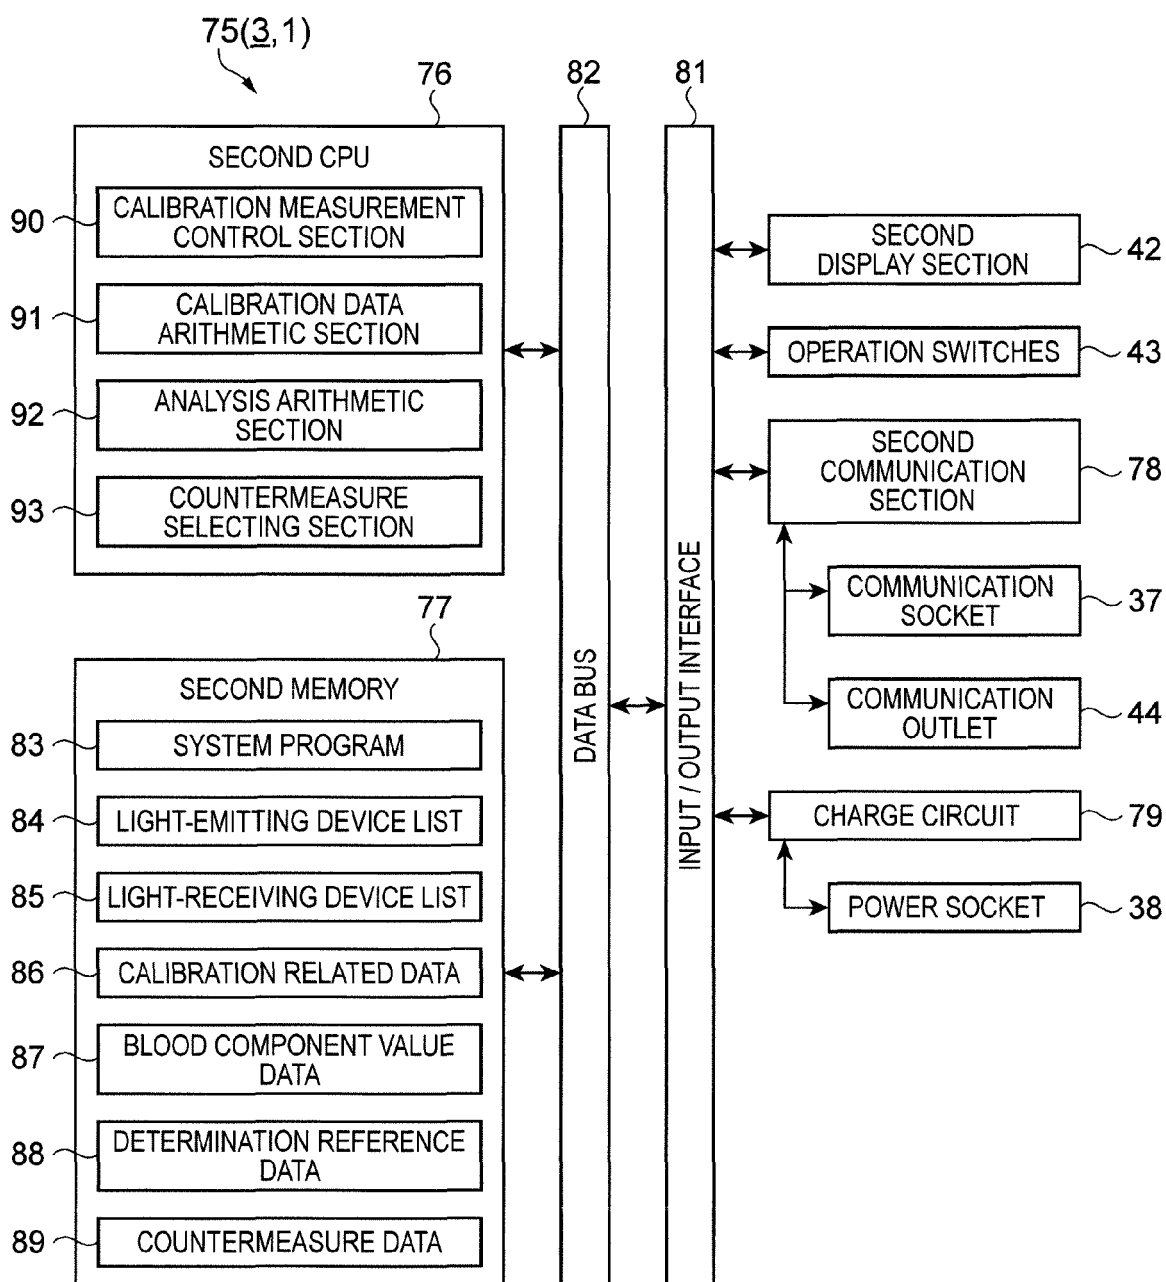 75(3,1)
76
82
81
SECOND CPU
90
CALIBRATION MEASUREMENT
CONTROL SECTION
91
CALIBRATION DATA
ARITHMETIC SECTION
92
ANALYSIS ARITHMETIC
SECTION
93
COUNTERMEASURE
SELECTING SECTION
77
SECOND MEMORY
83
SYSTEM PROGRAM
84
LIGHT-EMITTING DEVICE LIST
85
LIGHT-RECEIVING DEVICE LIST
86
CALIBRATION RELATED DATA
87
BLOOD COMPONENT VALUE
DATA
88
DETERMINATION REFERENCE
DATA
89
COUNTERMEASURE DATA
DATA BUS
INPUT / OUTPUT INTERFACE
SECOND
DISPLAY SECTION
42
OPERATION SWITCHES
43
SECOND
COMMUNICATION
SECTION
78
COMMUNICATION
SOCKET
37
COMMUNICATION
OUTLET
44
CHARGE CIRCUIT
79
POWER SOCKET
38